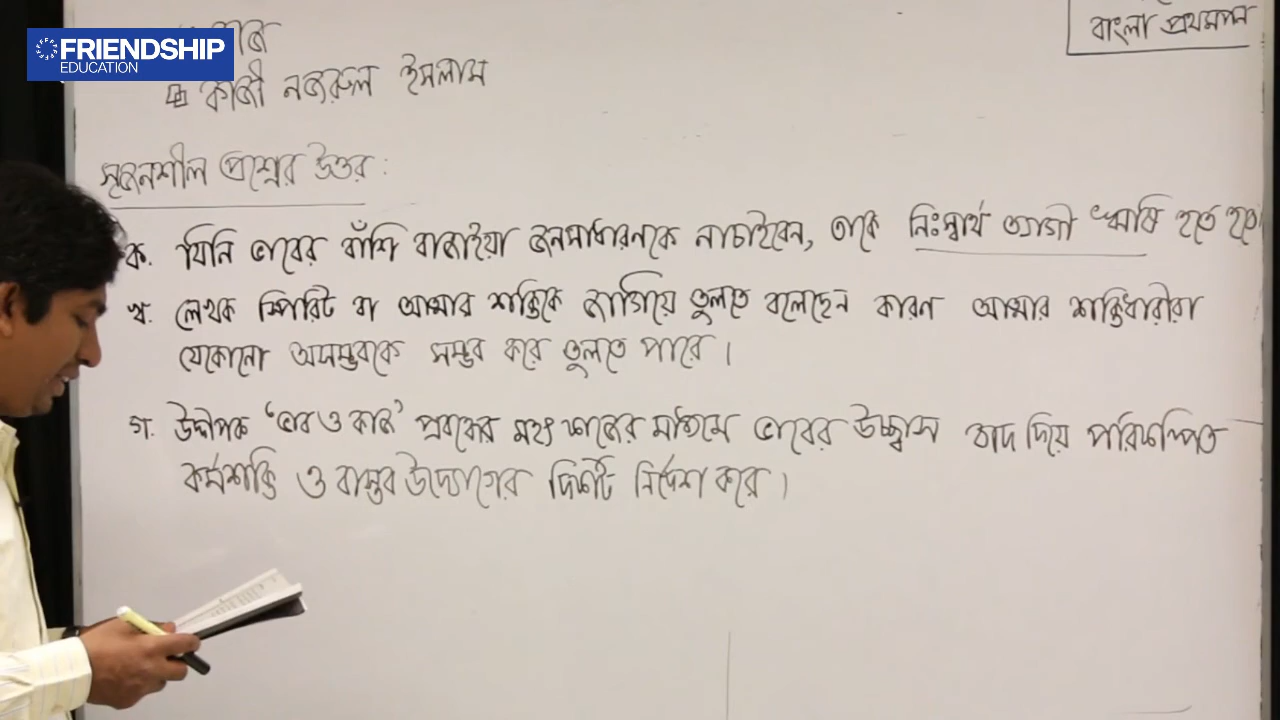 FRIENDSHIP
EDUCATION
কাজ
কাজী নজরুল ইসলাম
বাংলা প্রথমপত্র
সৃজনশীল প্রশ্নের উত্তর :
ক. যিনি ভাবের বাঁশি বাজাইয়া জনসাধারনকে নাচাইবেন, তাকে নিঃস্বার্থ ত্যাগী ঋষি হতে হবে
খ. লেখক স্পিরিট বা আত্মার শক্তিকে জাগিয়ে তুলতে বলেছেন কারণ আত্মার শক্তিধারীরা
যেকোনো অসম্ভবকে সম্ভব করে তুলতে পারে।
গ. উদ্দীপক ‘ভাব ও কাজ’ প্রবন্ধের মহৎ কাজের মাধ্যমে ভাবের উচ্ছ্বাস বাদ দিয়ে পরিকল্পিত
কর্মশক্তি ও বাস্তব উদ্যোগের দিকটি নির্দেশ করে।